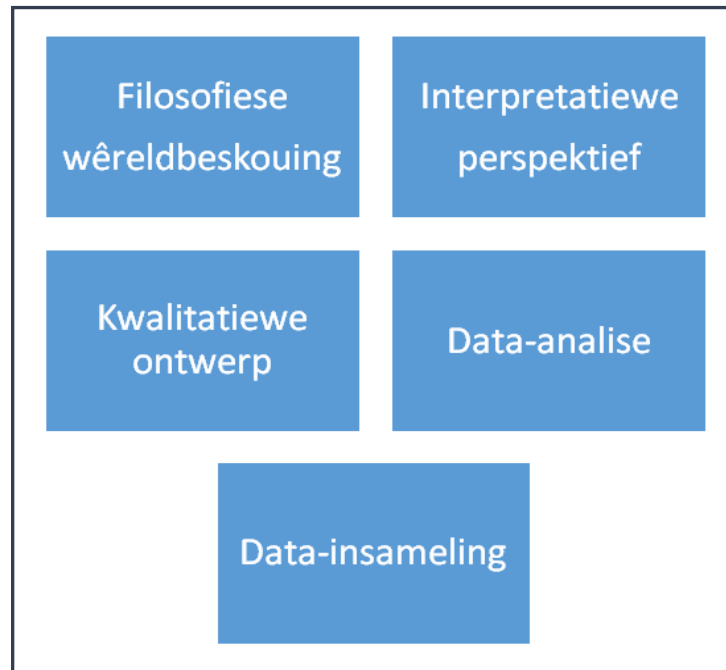 Filosofiese
wêreldbeskouing
Interpretatiewe
perspektief
Kwalitatiewe
ontwerp
Data-analise
Data-insameling